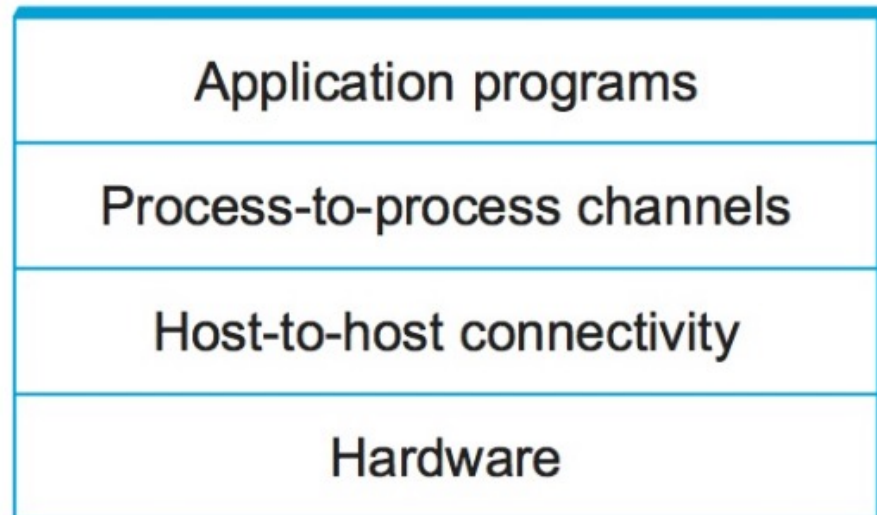 Application programs
Process-to-process channels
Host-to-host connectivity
Hardware